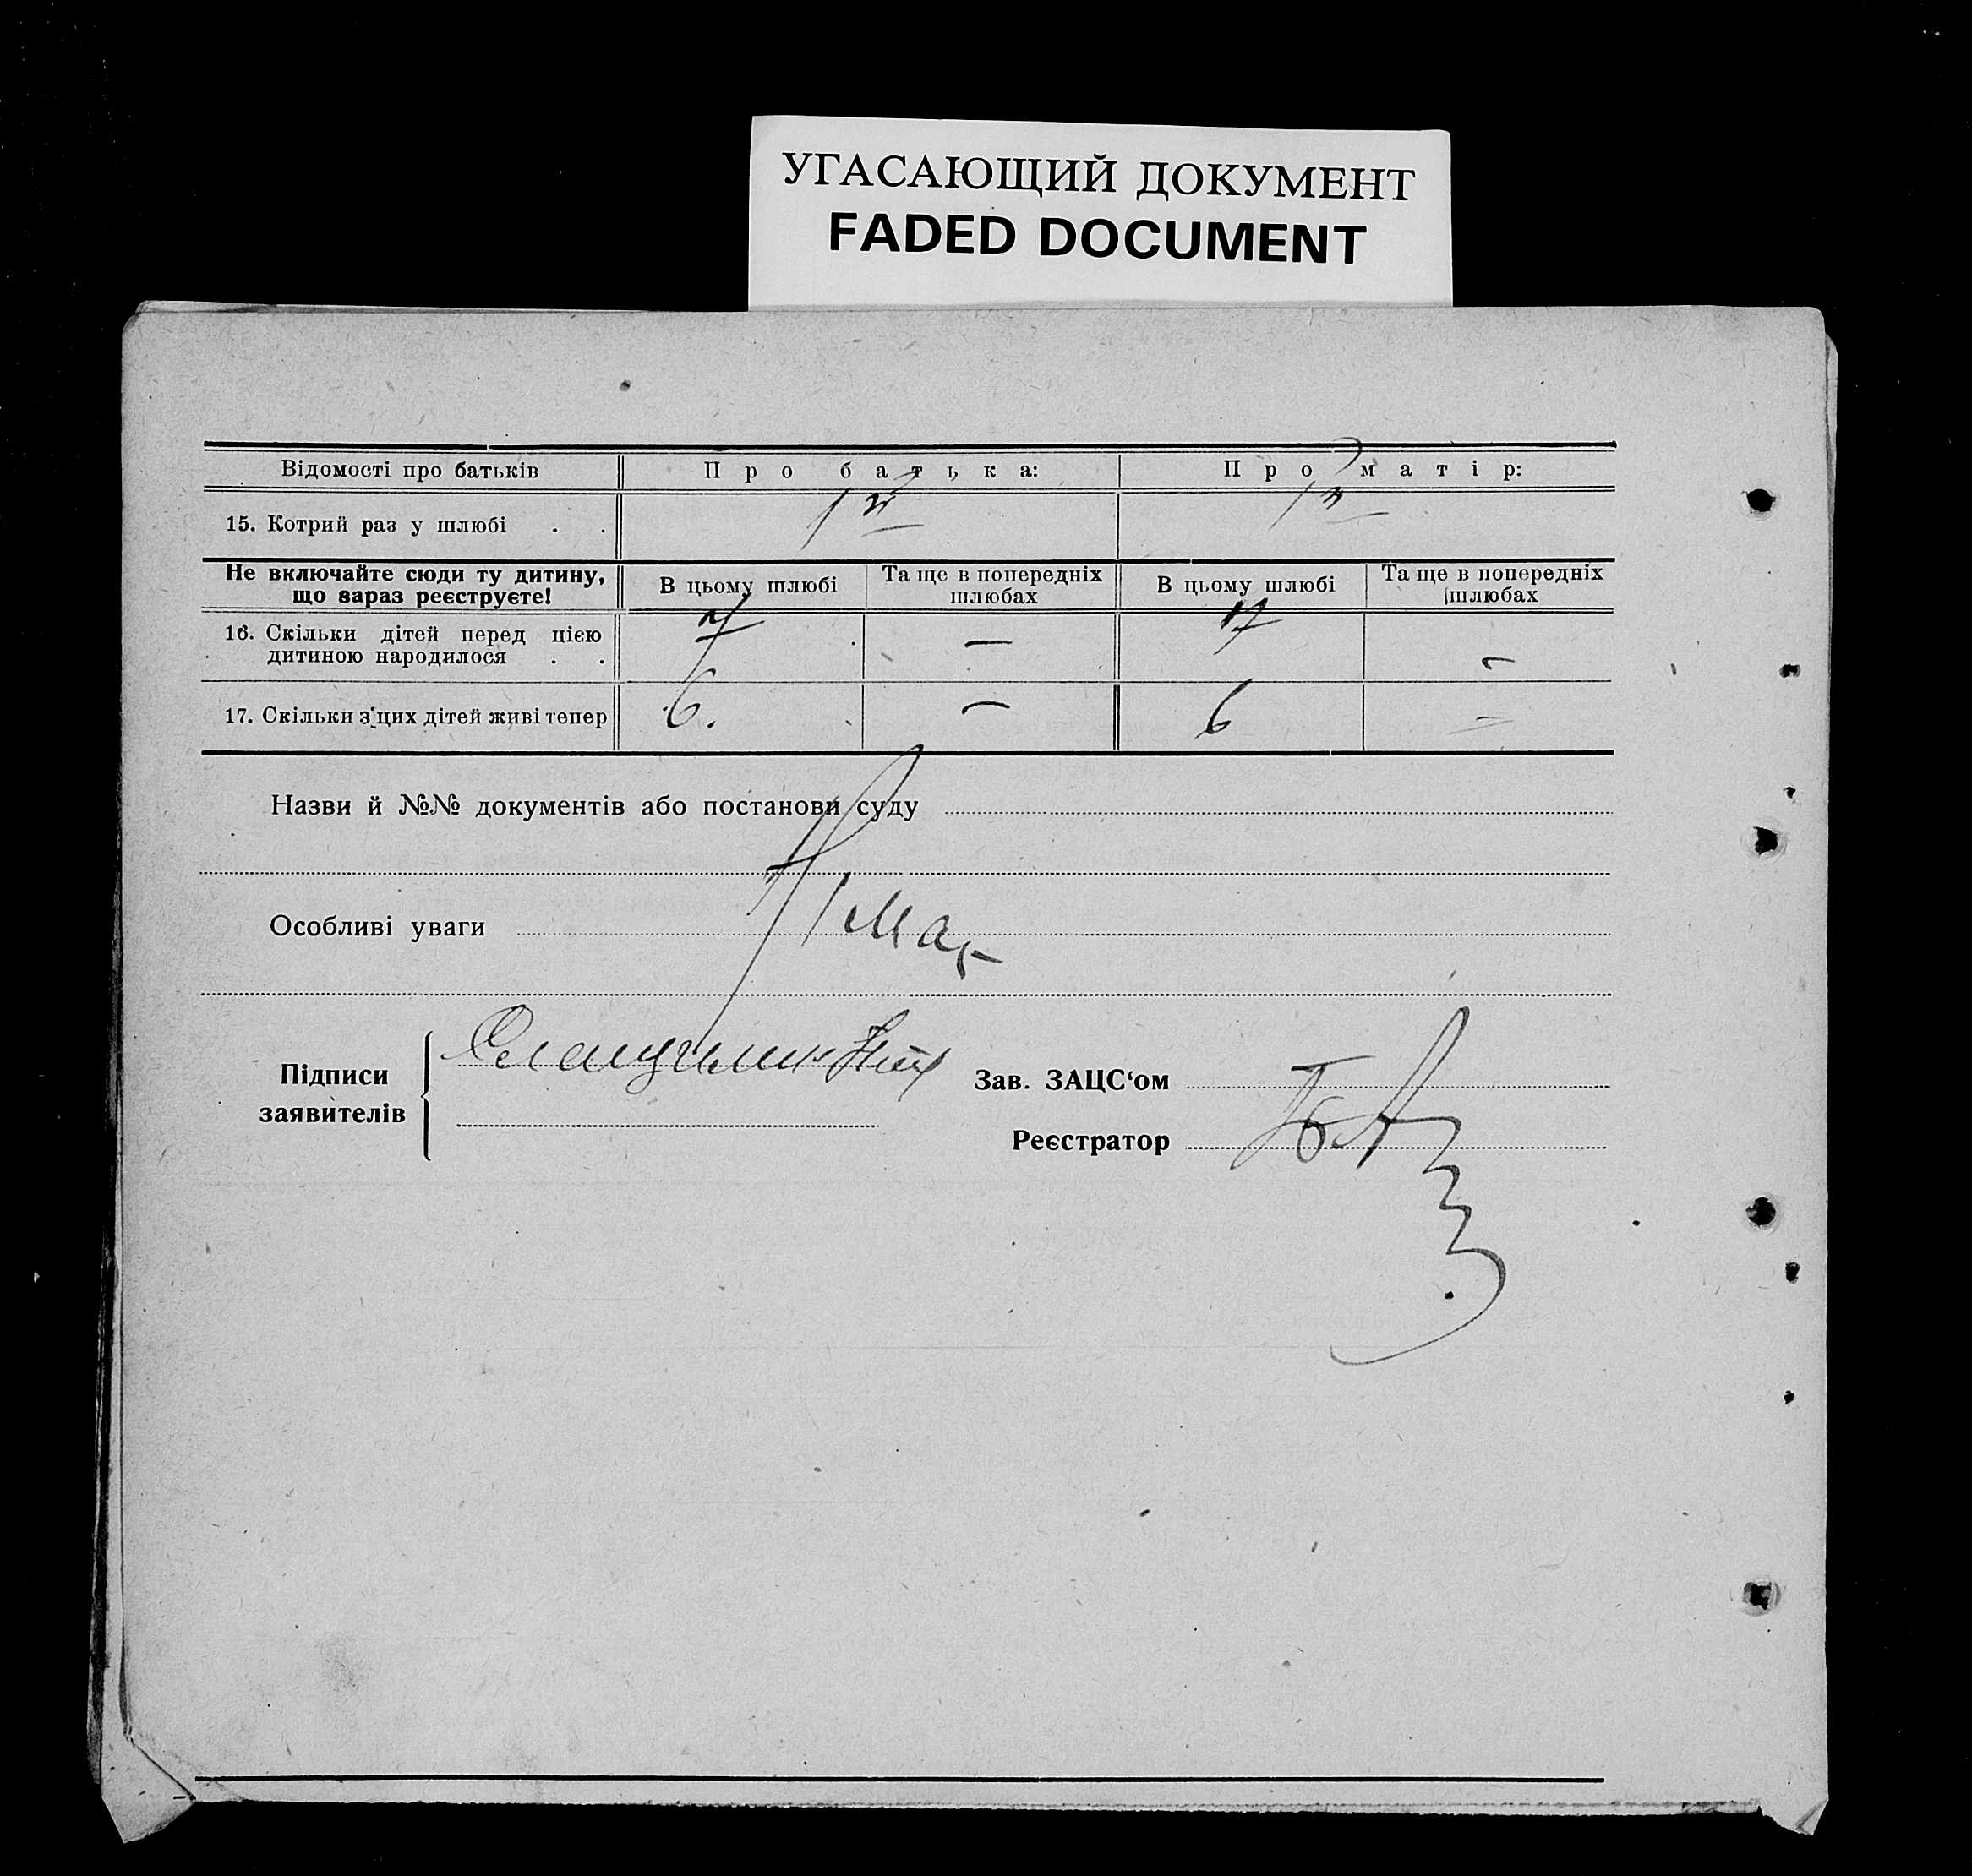 УГАСАЮЩИЙ ДОКУМЕНТ
FADED DOCUMENT
Відомості про батьків Про батька: Про матір:
15. Котрий раз у шлюбі . . 1й 1й
Не включайте сюди ту дитину, що зараз реєструєте! В цьому шлюбі Та ще в попередніх шлюбах В цьому шлюбі Та ще в попередніх шлюбах
16. Скільки дітей перед цією
дитиною народилося . . 7 — 7 —
17. Скільки з цих дітей живі тепер 6. — 6 —
Назви й №№ документів або постанови суду
Особливі уваги
Підписи
заявителів
Зав. ЗАЦС‘ом
Реєстратор